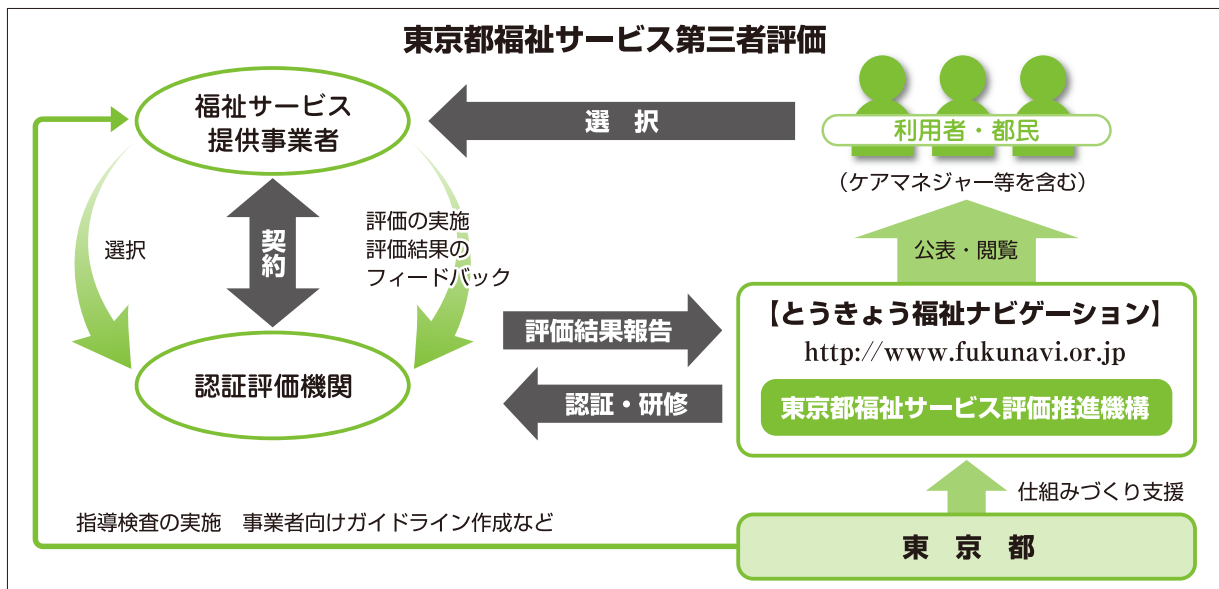 東京都福祉サービス第三者評価
福祉サービス
提供事業者
選 択
利用者・都民
（ケアマネジャー等を含む）
選択
契約
評価の実施
評価結果の
フィードバック
公表・閲覧
認証評価機関
評価結果報告
認証・研修
【とうきょう福祉ナビゲーション】
http://www.fukunavi.or.jp
東京都福祉サービス評価推進機構
仕組みづくり支援
指導検査の実施　事業者向けガイドライン作成など
東 京 都